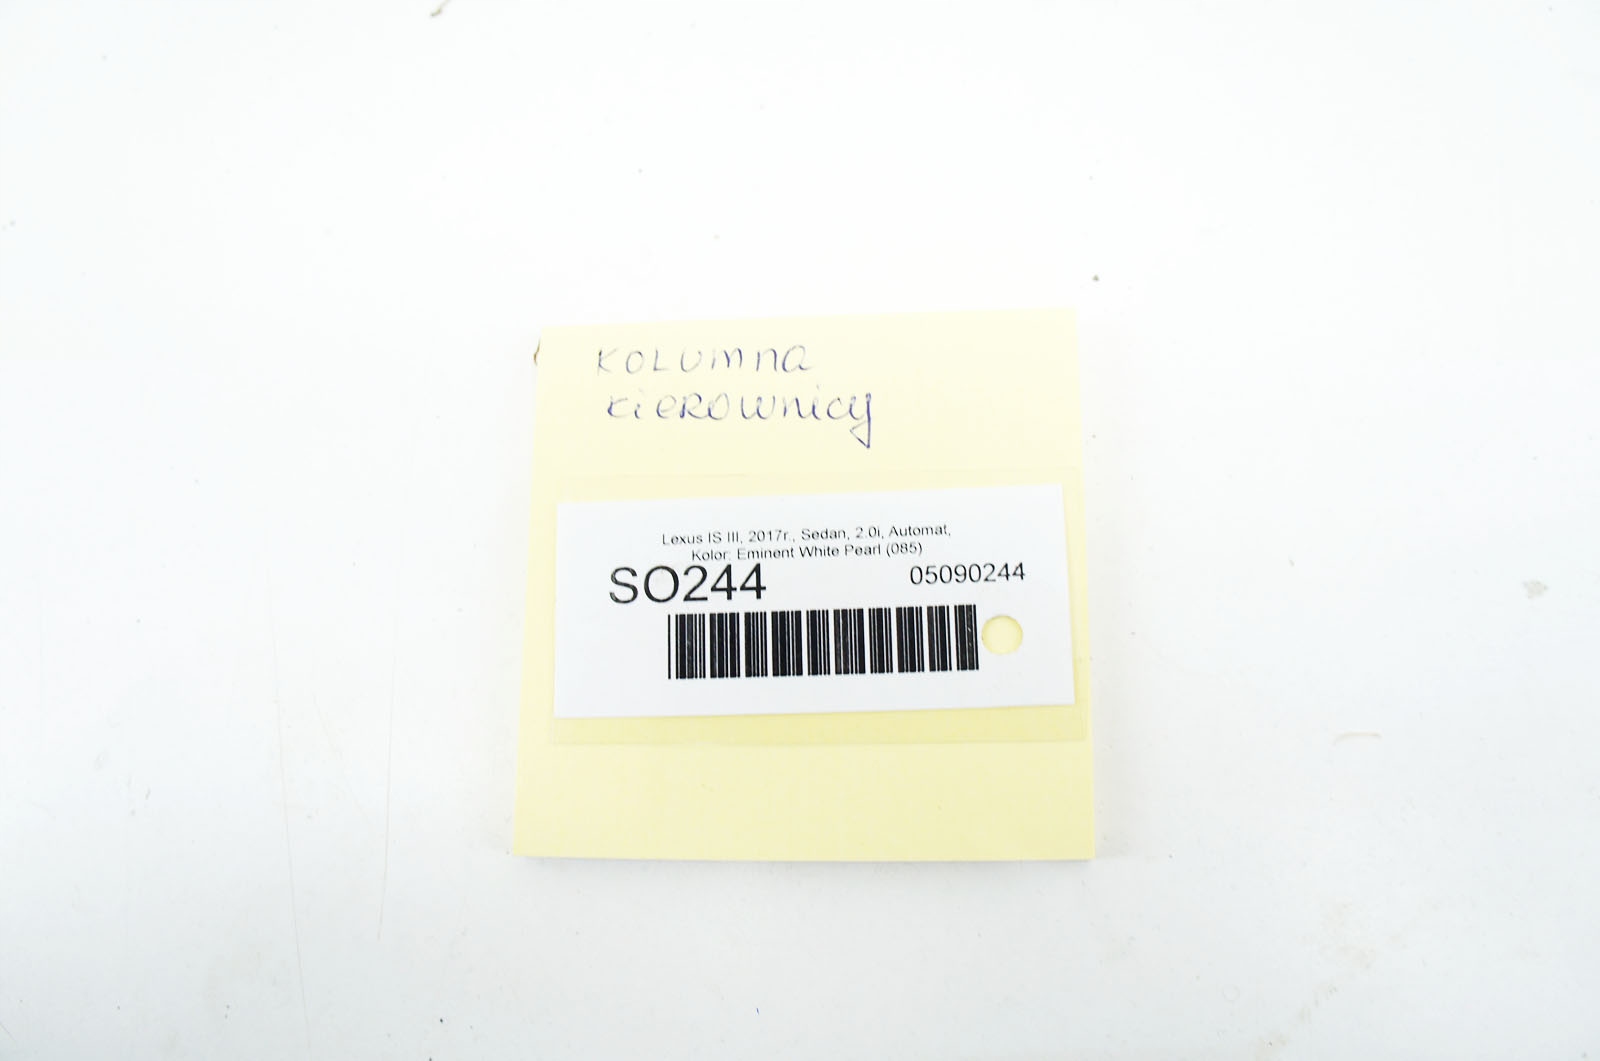 KOLUMNA
KIEROWNICY
Lexus IS III, 2017r., Sedan, 2.0i, Automat,
Kolor: Eminent White Pearl (085)
SO244 05090244